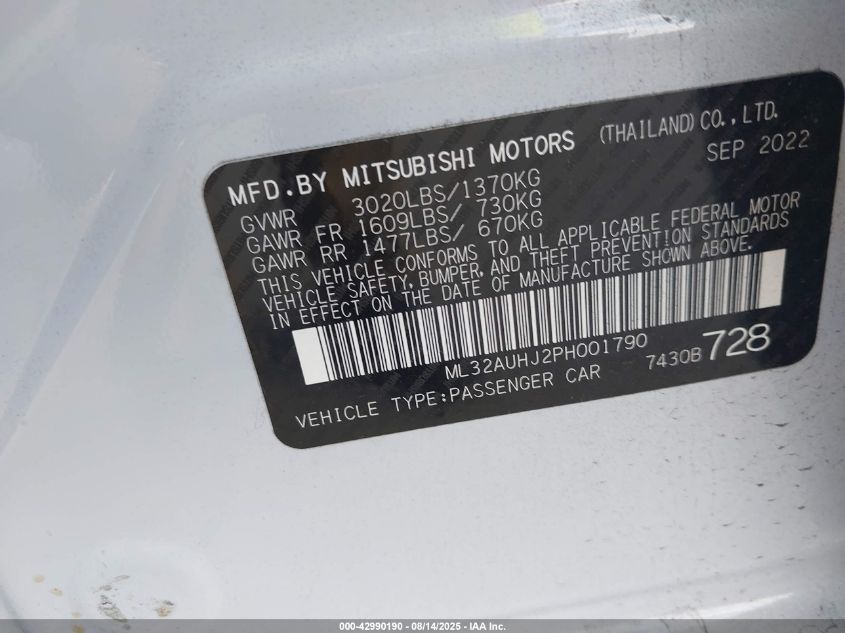 MFD.BY MITSUBISHI MOTORS (THAILAND)CO.,LTD.
SEP 2022
GVWR 3020LBS/1370KG
GAWR FR 1609LBS/ 730KG
GAWR RR 1477LBS/ 670KG
THIS VEHICLE CONFORMS TO ALL APPLICABLE FEDERAL MOTOR
VEHICLE SAFETY,BUMPER,AND THEFT PREVENTION STANDARDS
IN EFFECT ON THE DATE OF MANUFACTURE SHOWN ABOVE.
ML32AUHJ2PH001790
7430B728
VEHICLE TYPE:PASSENGER CAR
000-42990190 - 08/14/2025 - IAA Inc.